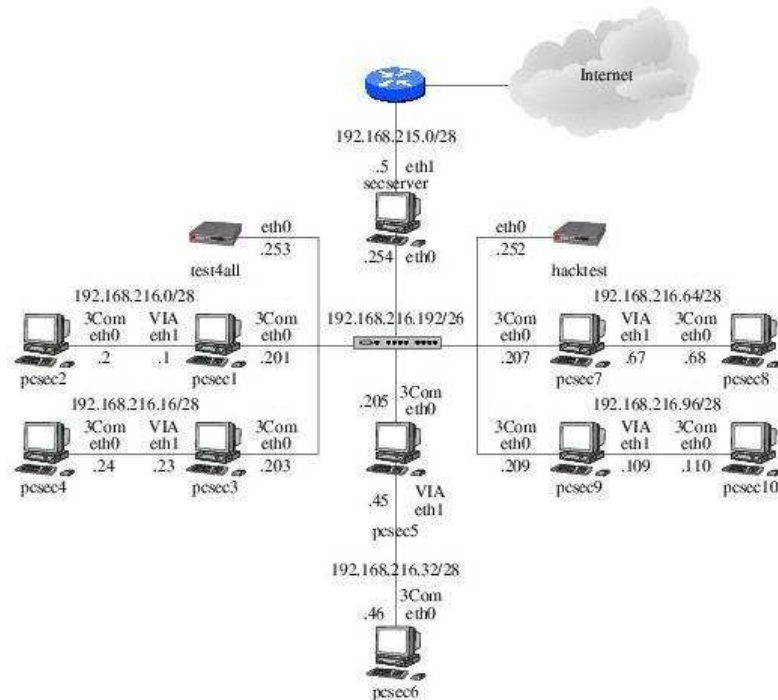 Internet
192.168.215.0/28
.5 eth1
secserver
.254 eth0
eth0
.253
test4all
eth0
.252
hacktest
192.168.216.0/28
192.168.216.192/26
192.168.216.64/28
3Com
eth0
.2
VIA
eth1
.1
3Com
eth0
.201
pcsec2
pcsec1
3Com
eth0
.207
VIA
eth1
.67
3Com
eth0
.68
pcsec7
pcsec8
192.168.216.16/28
3Com
eth0
.24
VIA
eth1
.23
3Com
eth0
.203
pcsec4
pcsec3
.205
3Com
eth0
.45
VIA
eth1
pcsec5
192.168.216.96/28
3Com
eth0
.209
VIA
eth1
.109
3Com
eth0
.110
pcsec9
pcsec10
192.168.216.32/28
.46
3Com
eth0
pcsec6